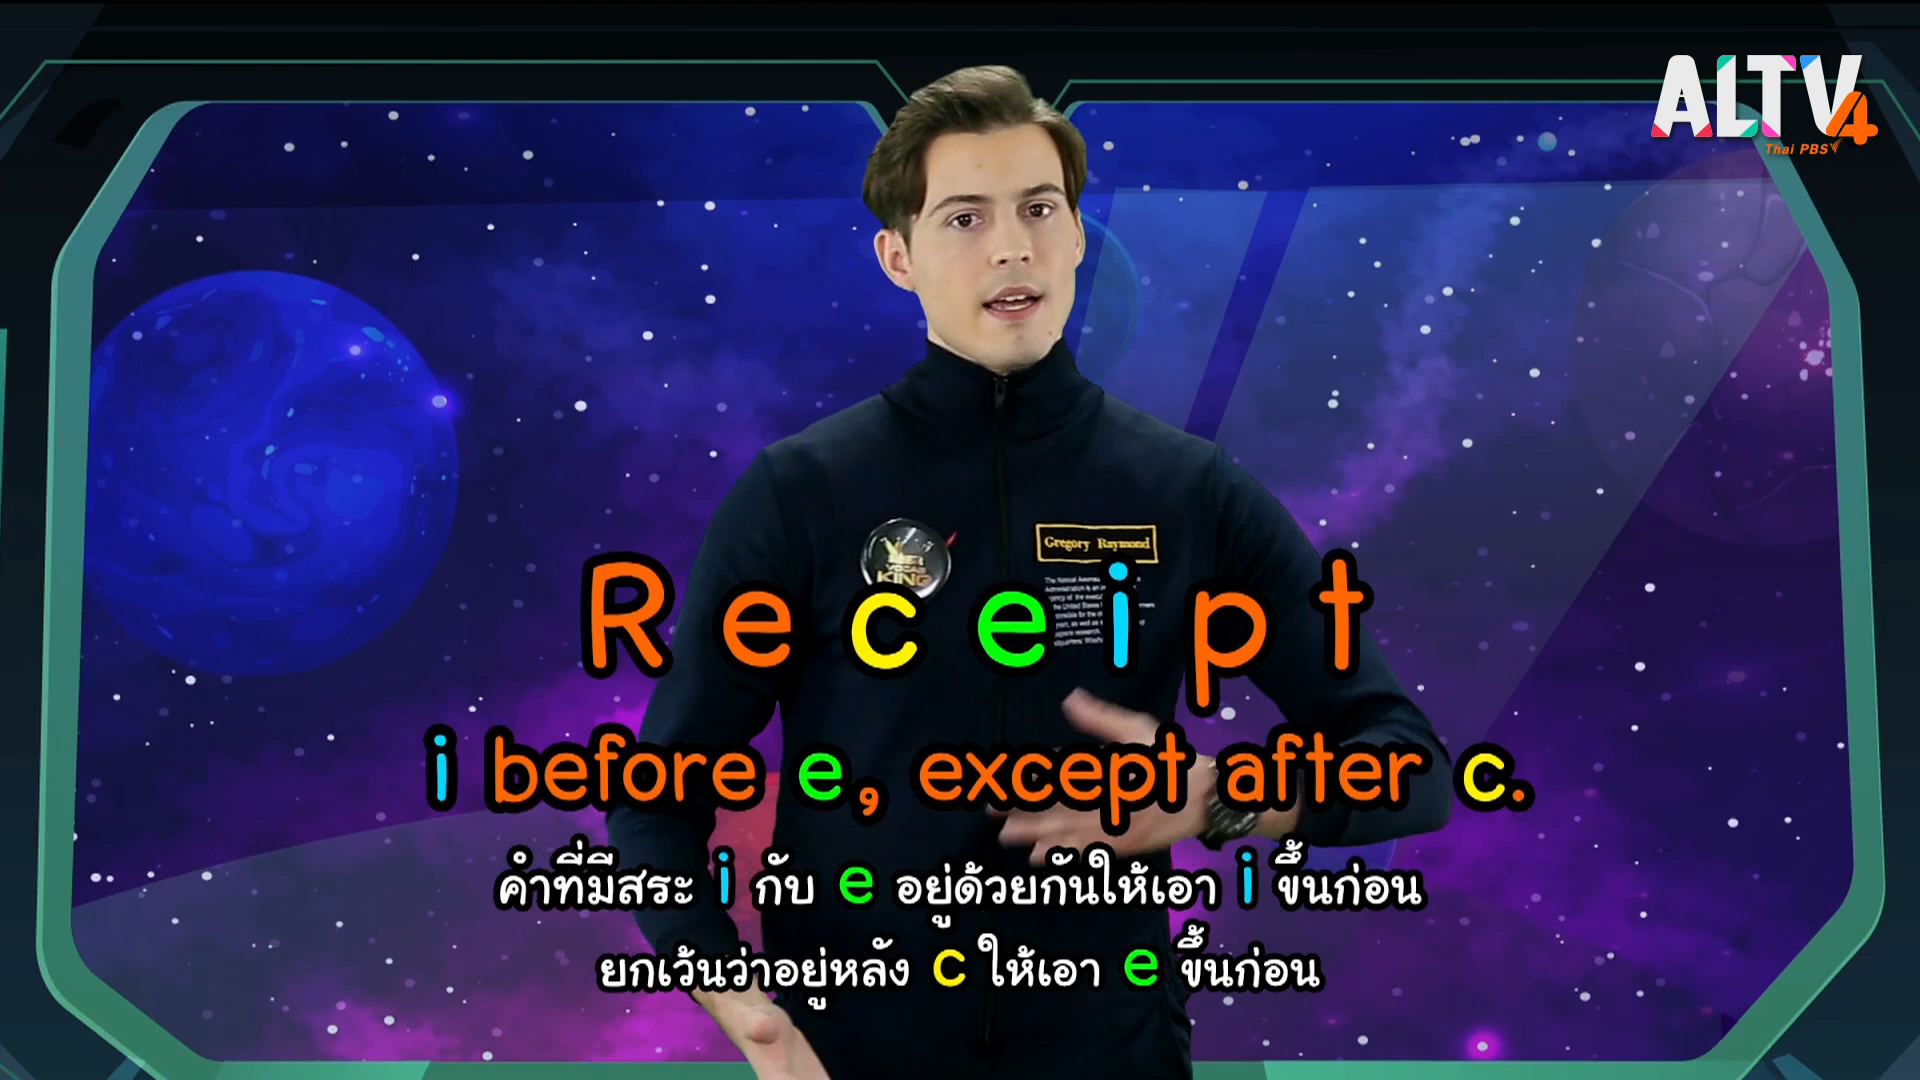 ALTV4
Thai PBS
VOCAB
KING
Gregory Raymond
Receipt
i before e, except after c.
คำที่มีสระ i กับ e อยู่ด้วยกันให้เอา i ขึ้นก่อน
ยกเว้นว่าอยู่หลัง c ให้เอา e ขึ้นก่อน